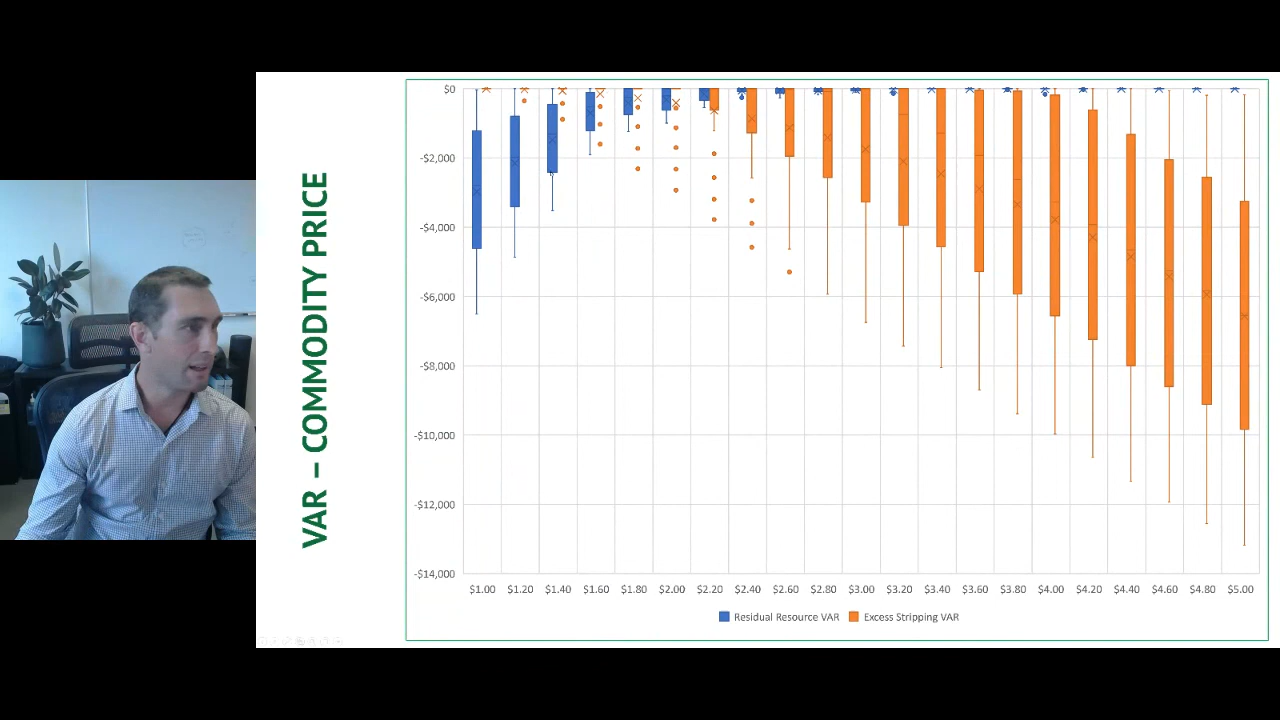 VAR – COMMODITY PRICE
$0
-$2,000
-$4,000
-$6,000
-$8,000
-$10,000
-$12,000
-$14,000
$1.00 $1.20 $1.40 $1.60 $1.80 $2.00 $2.20 $2.40 $2.60 $2.80 $3.00 $3.20 $3.40 $3.60 $3.80 $4.00 $4.20 $4.40 $4.60 $4.80 $5.00
Residual Resource VAR Excess Stripping VAR